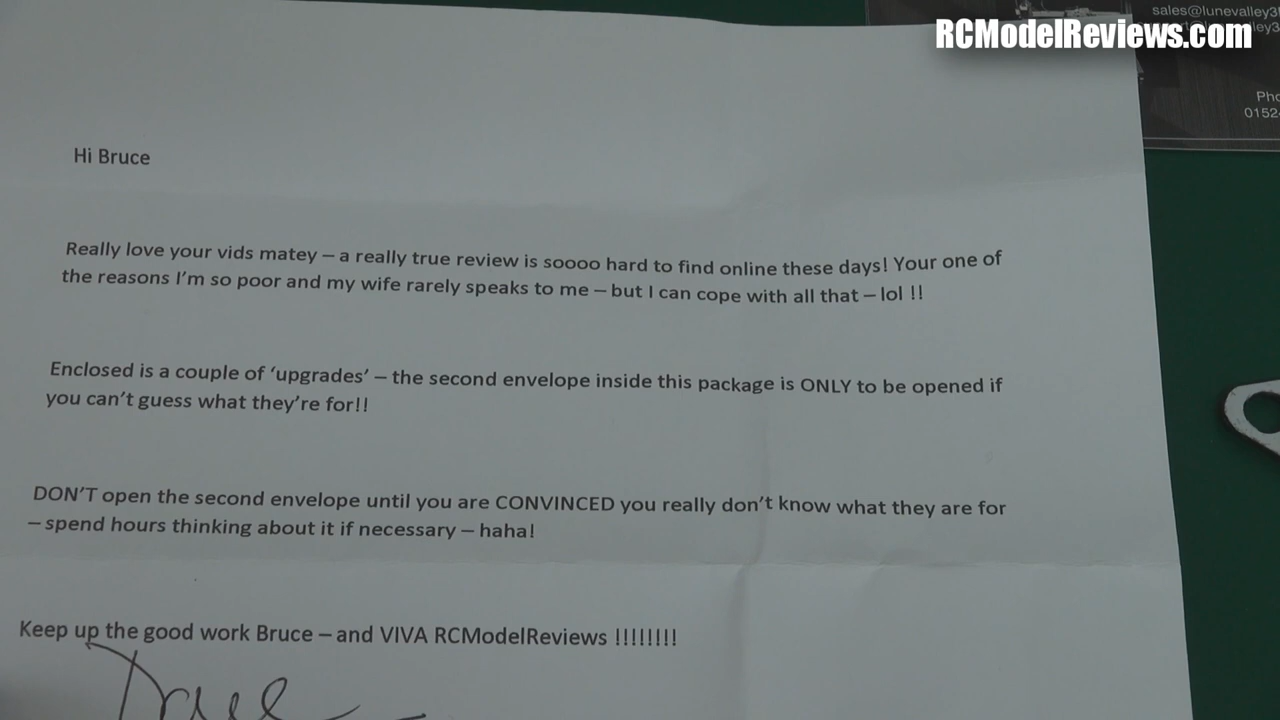 sales@lunevalley3
RCModelReviews.com
Pho
0152
Hi Bruce
Really love your vids matey – a really true review is soooo hard to find online these days! Your one of
the reasons I'm so poor and my wife rarely speaks to me – but I can cope with all that – lol !!
Enclosed is a couple of 'upgrades' – the second envelope inside this package is ONLY to be opened if
you can't guess what they're for!!
DON'T open the second envelope until you are CONVINCED you really don't know what they are for
– spend hours thinking about it if necessary – haha!
Keep up the good work Bruce – and VIVA RCModelReviews !!!!!!!!